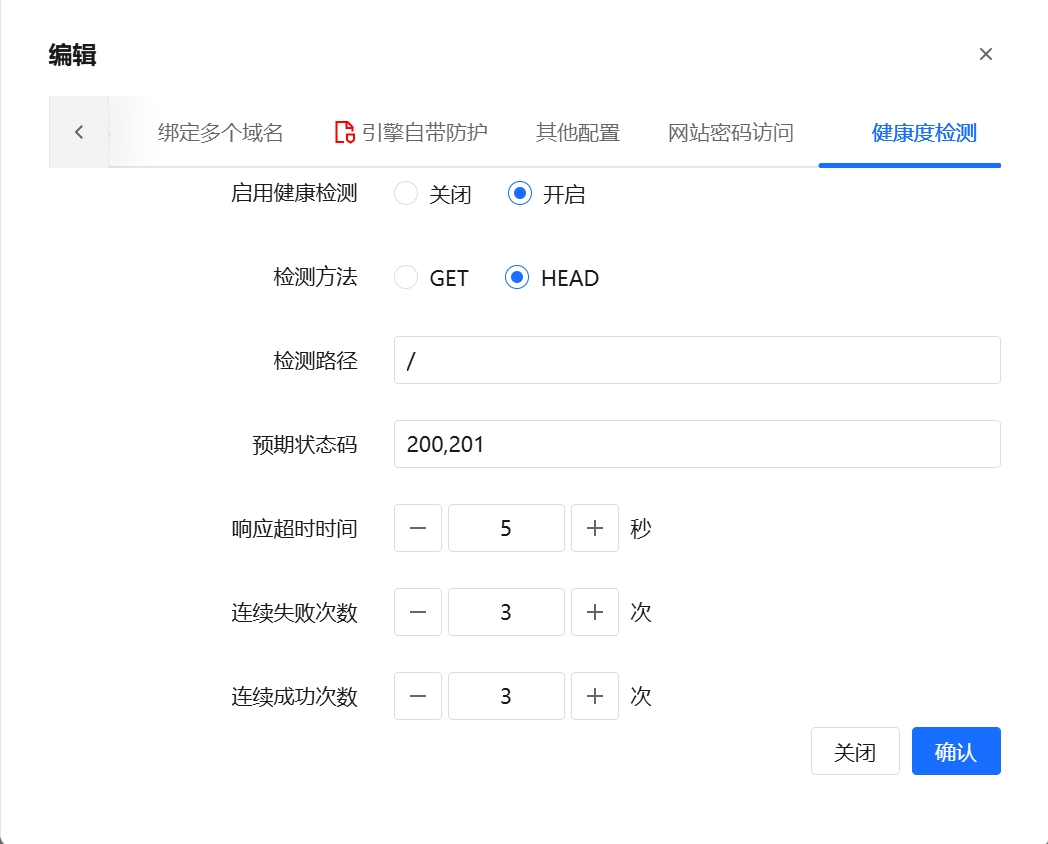 编辑
绑定多个域名 引擎自带防护 其他配置 网站密码访问 健康度检测
启用健康检测 关闭 开启
检测方法 GET HEAD
检测路径 /
预期状态码 200,201
响应超时时间 5 秒
连续失败次数 3 次
连续成功次数 3 次
关闭 确认